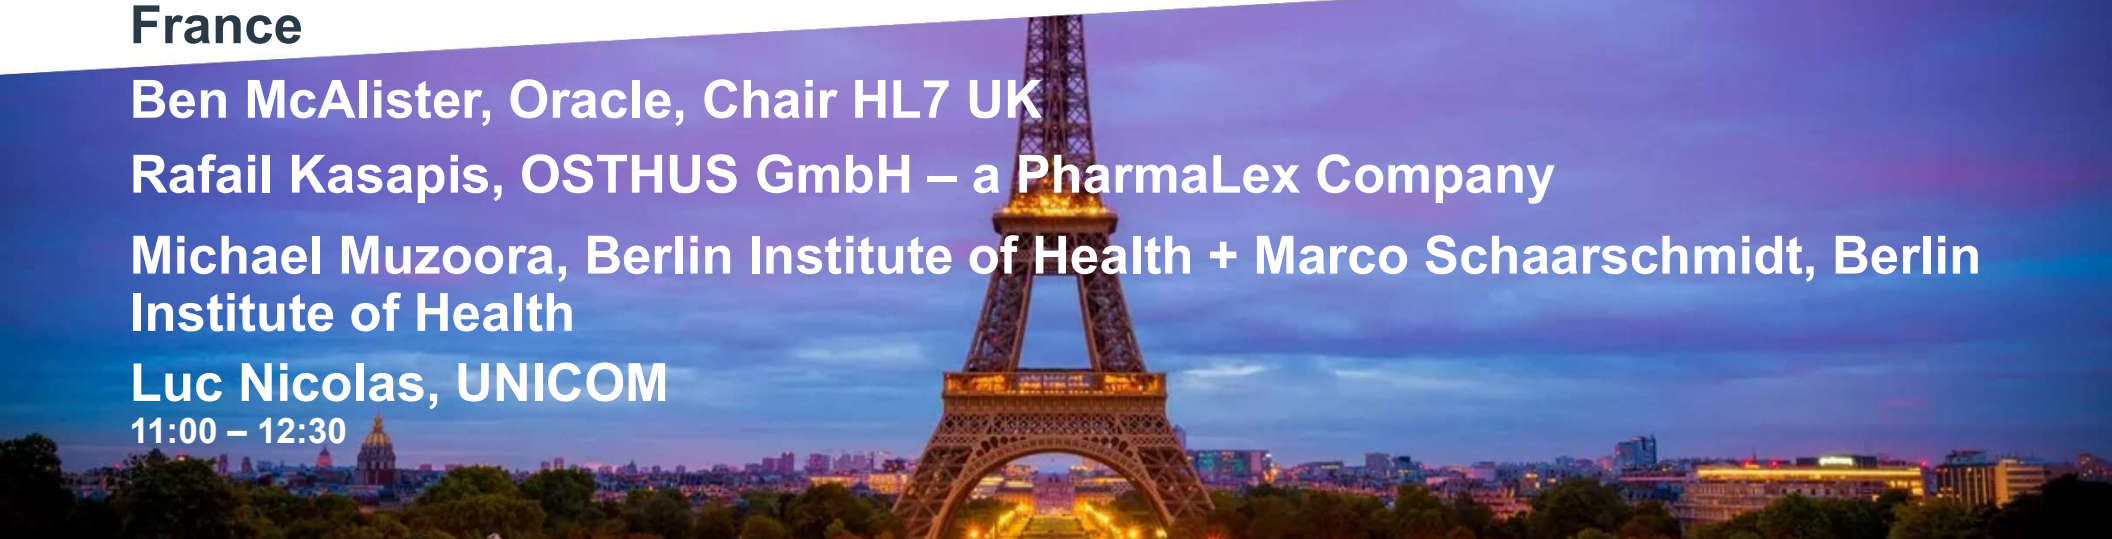 France
Ben McAlister, Oracle, Chair HL7 UK
Rafail Kasapis, OSTHUS GmbH – a PharmaLex Company
Michael Muzoora, Berlin Institute of Health + Marco Schaarschmidt, Berlin
Institute of Health
Luc Nicolas, UNICOM
11:00 – 12:30